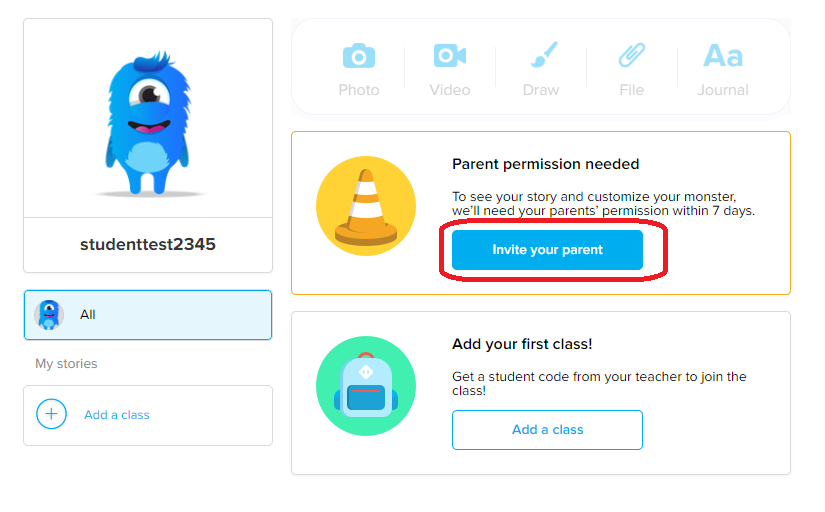 Photo
Video
Draw
File
Aa
Journal
studenttest2345
All
My stories
Add a class
Parent permission needed
To see your story and customize your monster,
we'll need your parents' permission within 7 days.
Invite your parent
Add your first class!
Get a student code from your teacher to join the
class!
Add a class